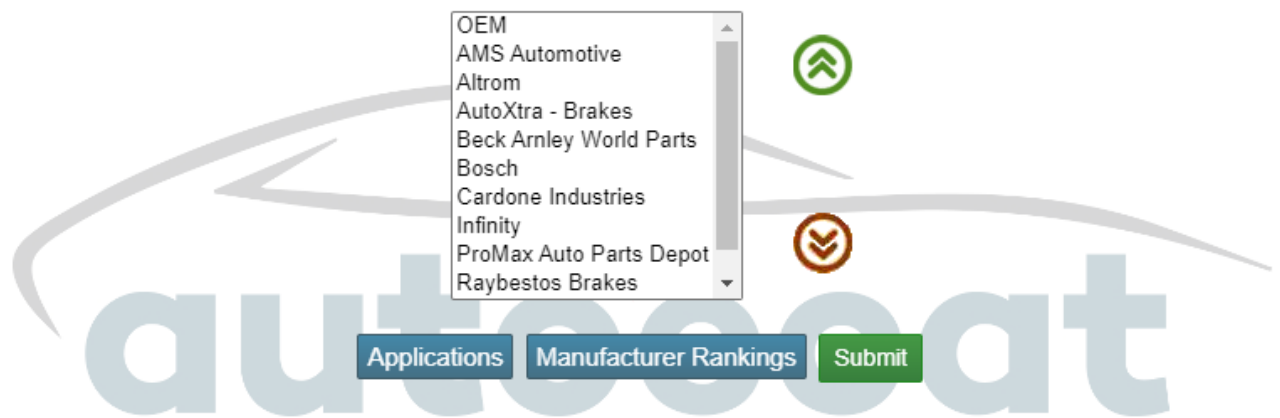 OEM
AMS Automotive
Altrom
AutoXtra - Brakes
Beck Arnley World Parts
Bosch
Cardone Industries
Infinity
ProMax Auto Parts Depot
Raybestos Brakes
Applications Manufacturer Rankings Submit